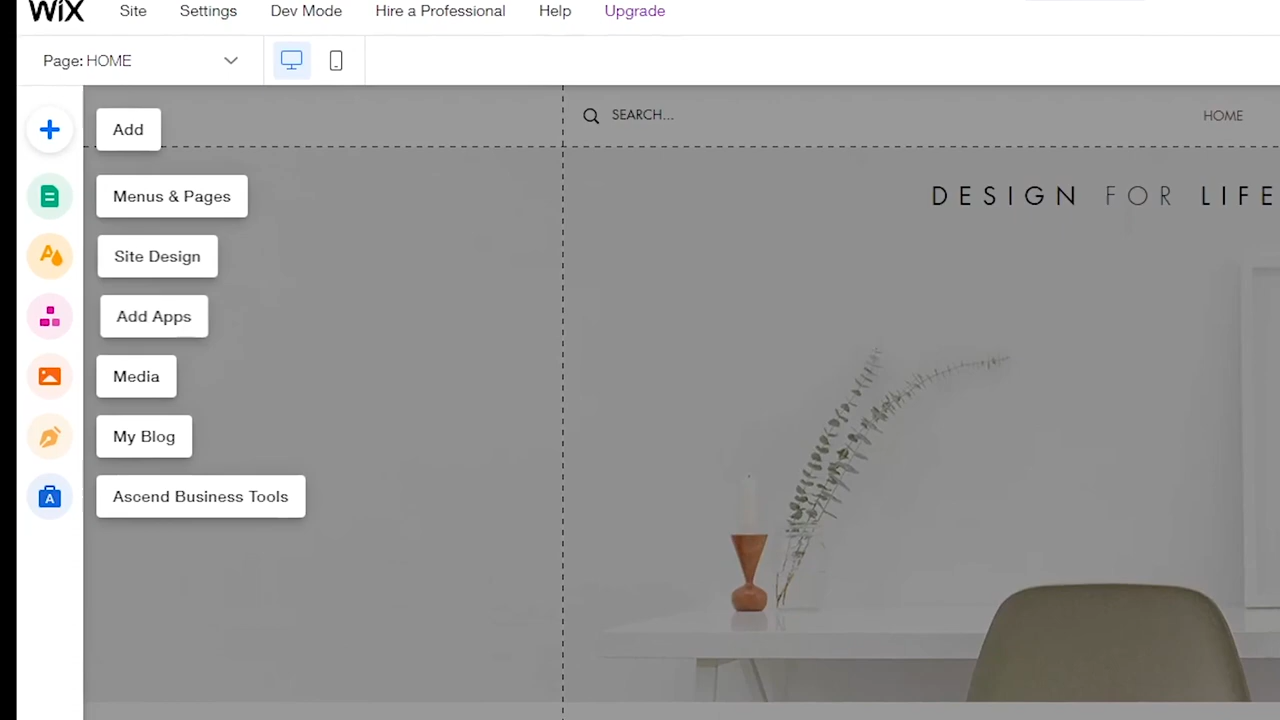 WiX Site Settings Dev Mode Hire a Professional Help Upgrade
Page: HOME
SEARCH... HOME
Add
DESIGN FOR LIFE
Menus & Pages
Site Design
Add Apps
Media
My Blog
A Ascend Business Tools